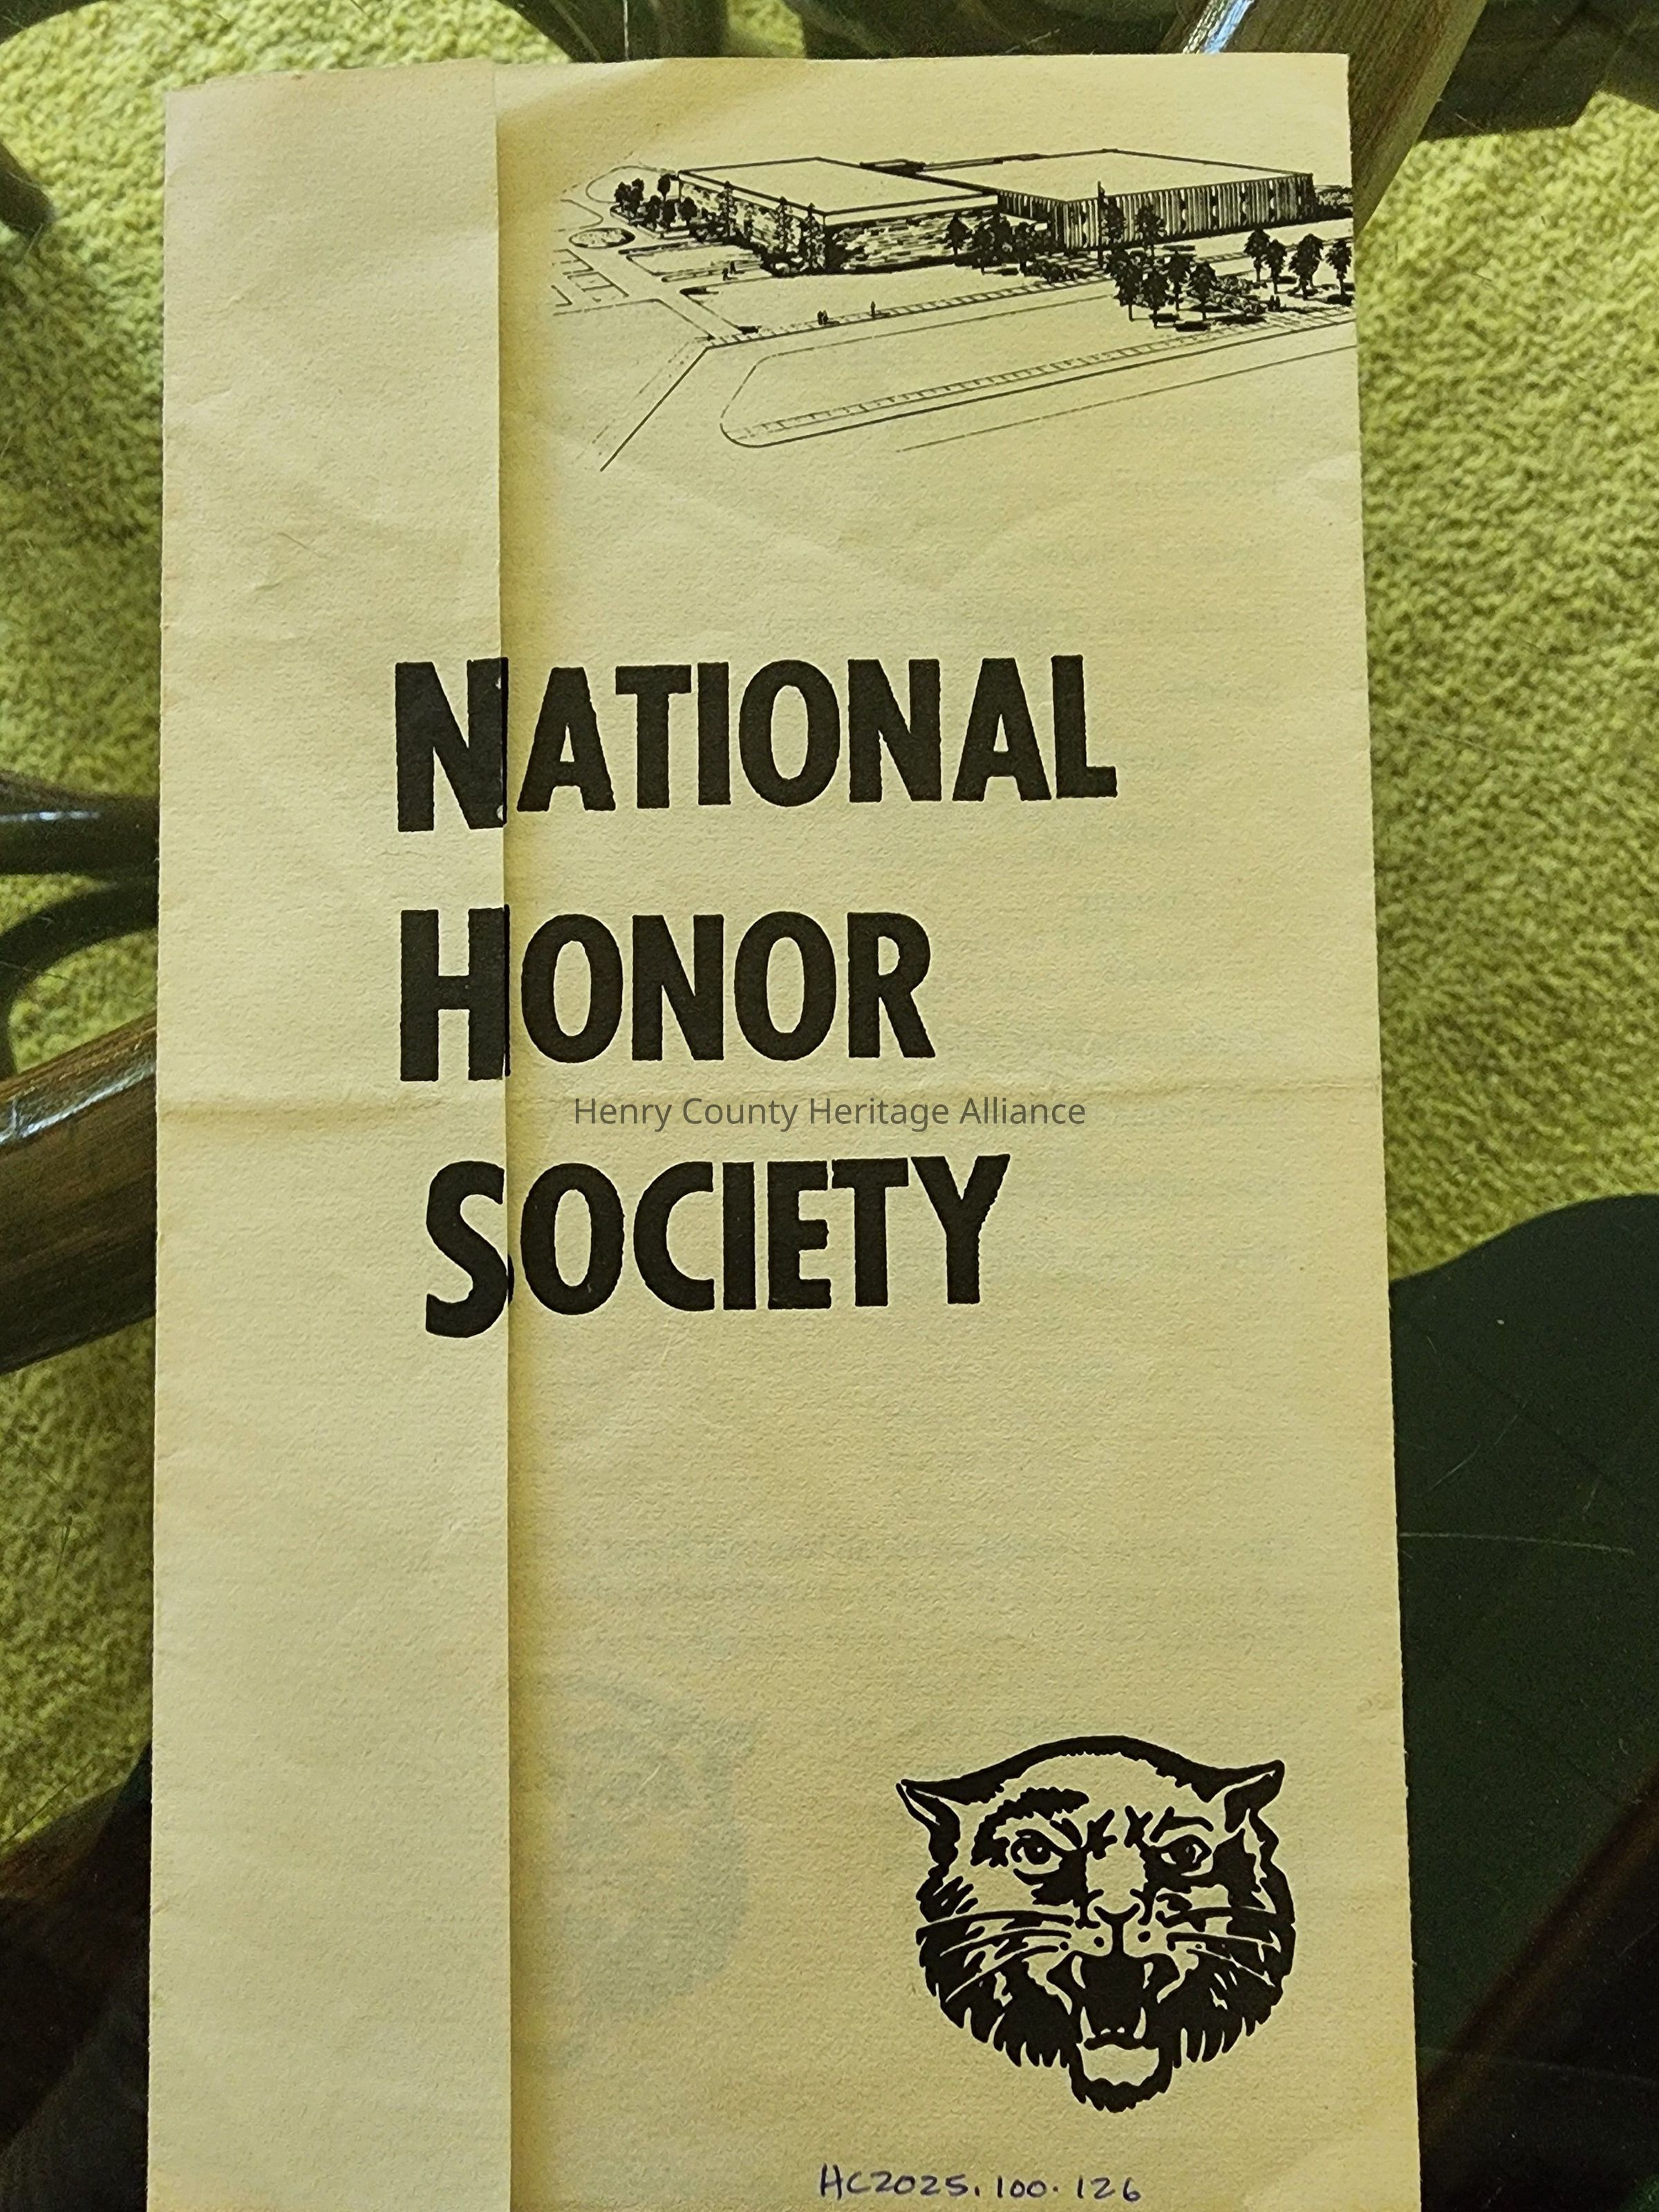 NATIONAL
HONOR
Henry County Heritage Alliance
SOCIETY
HC2025.100.126